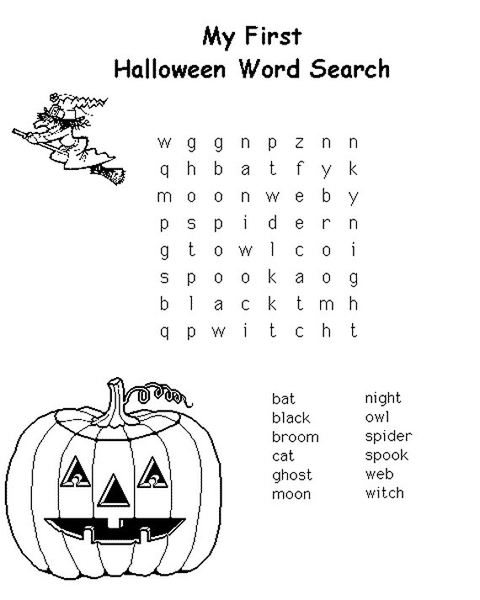 My First
Halloween Word Search
w g g n p z n n
q h b a t f y k
m o o n w e b y
p s p i d e r n
g t o w l c o i
s p o o k a o g
b l a c k t m h
q p w i t c h t
bat night
black owl
broom spider
cat spook
ghost web
moon witch